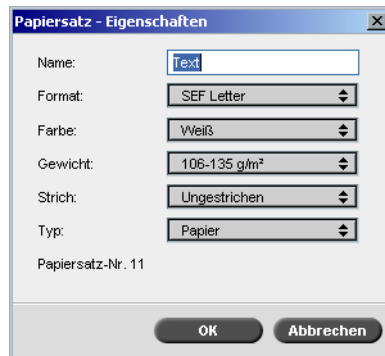 Papiersatz - Eigenschaften
Name: Text
Format: SEF Letter
Farbe: Weiß
Gewicht: 106-135 g/m²
Strich: Ungestrichen
Typ: Papier
Papiersatz-Nr. 11
OK Abbrechen